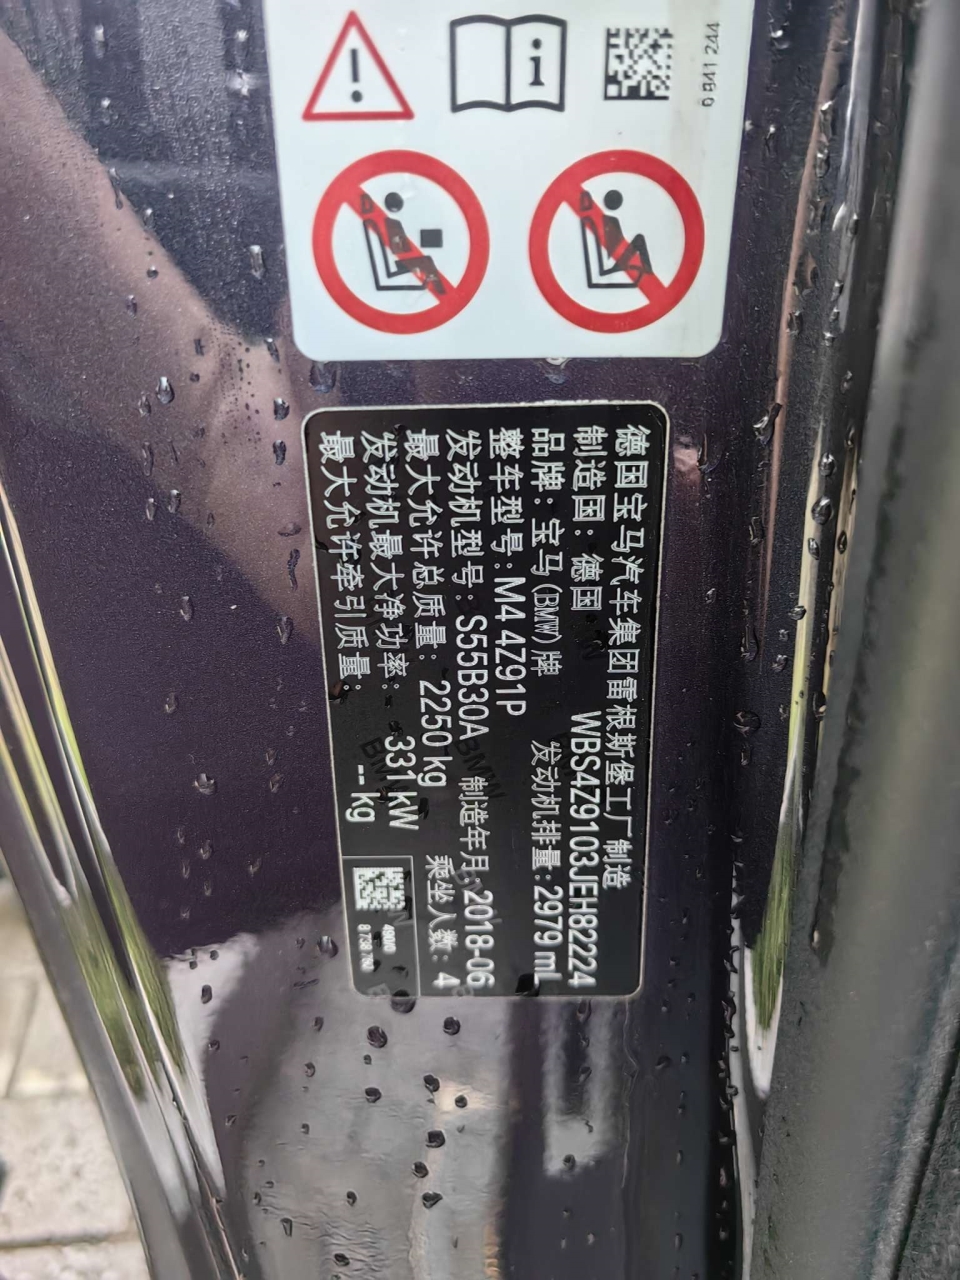 9 841 244
德国宝马汽车集团雷根斯堡工厂制造
制造国: 德国 WBS4Z9103JEH82224
品牌: 宝马(BMW)牌 发动机排量: 2979 mL
整车型号: M4 4Z91P
发动机型号: S55B30A 制造年月: 2018-06
最大允许总质量: 2250 kg 乘坐人数: 4
发动机最大净功率: 331 kW
最大允许牵引质量: -- kg